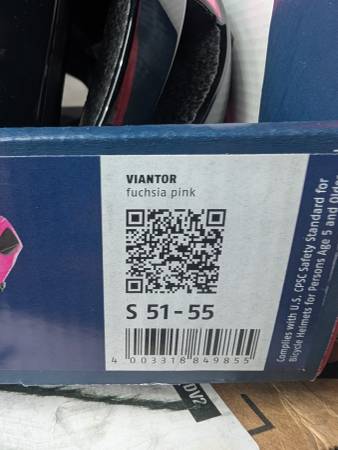 VIANTOR
fuchsia pink
S 51-55
4 003318 849855
Complies with U.S. CPSC Safety Standard for
Bicycle Helmets for Persons Age 5 and Older
OV2